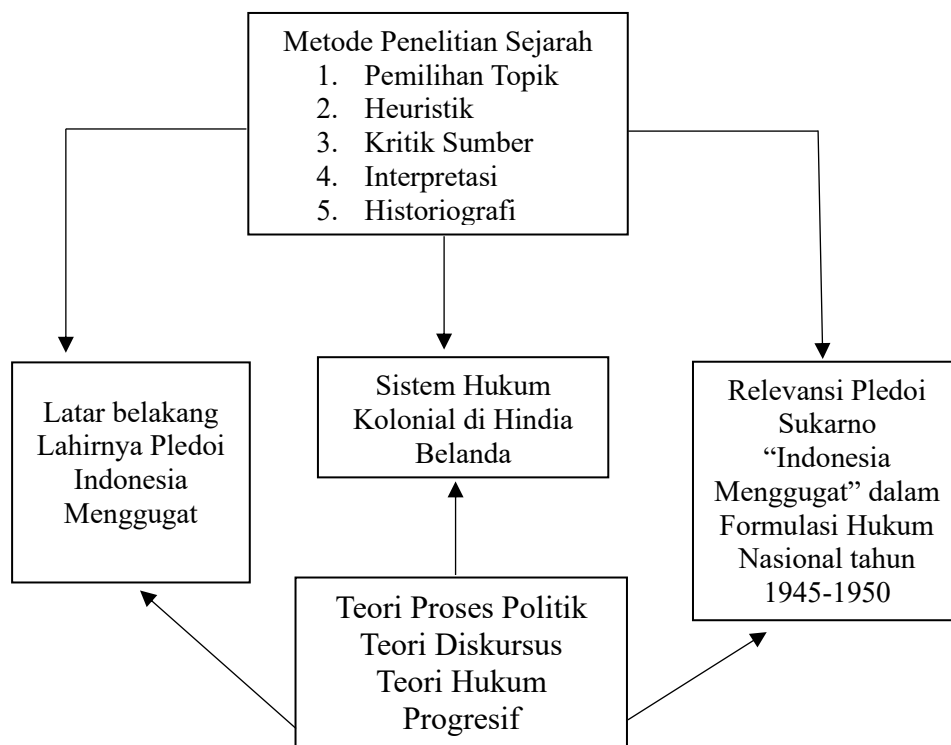 Metode Penelitian Sejarah
1. Pemilihan Topik
2. Heuristik
3. Kritik Sumber
4. Interpretasi
5. Historiografi
Latar belakang
Lahirnya Pledoi
Indonesia
Menggugat
Sistem Hukum
Kolonial di Hindia
Belanda
Relevansi Pledoi
Sukarno
“Indonesia
Menggugat” dalam
Formulasi Hukum
Nasional tahun
1945-1950
Teori Proses Politik
Teori Diskursus
Teori Hukum
Progresif